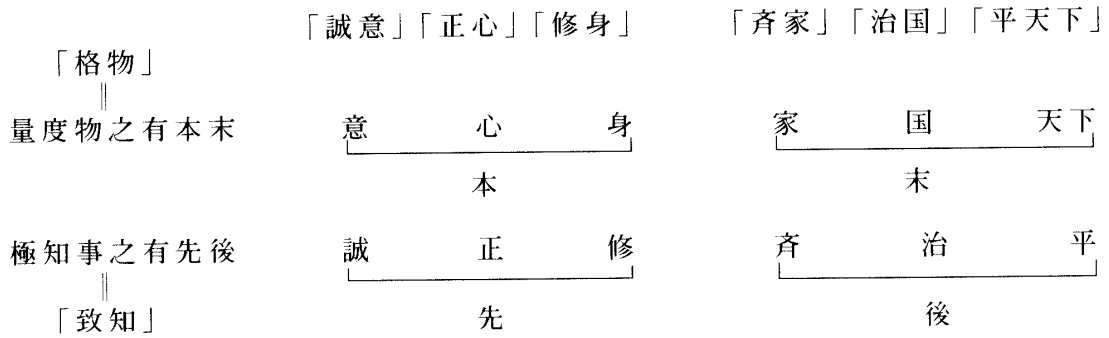 「誠意」「正心」「修身」 「斉家」「治国」「平天下」
「格物」
量度物之有本末 意 心 身 家 国 天下
本 末
極知事之有先後 誠 正 修 斉 治 平
「致知」 先 後